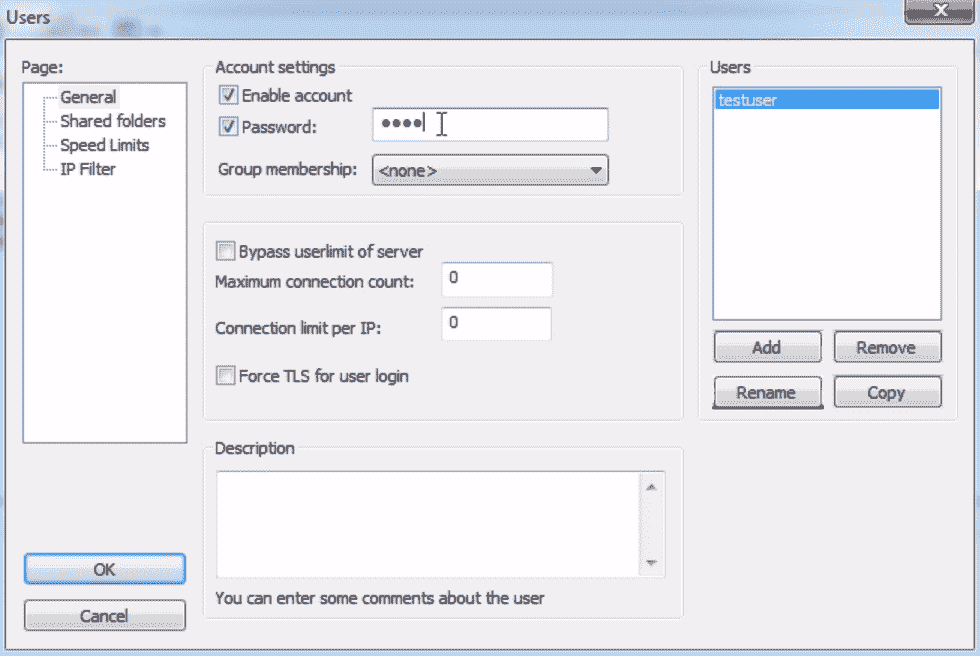 Users
Page:
General
Shared folders
Speed Limits
IP Filter
OK
Cancel
Account settings
Enable account
Password: ••••
Group membership: <none>
Bypass userlimit of server
Maximum connection count: 0
Connection limit per IP: 0
Force TLS for user login
Description
You can enter some comments about the user
Users
testuser
Add Remove
Rename Copy